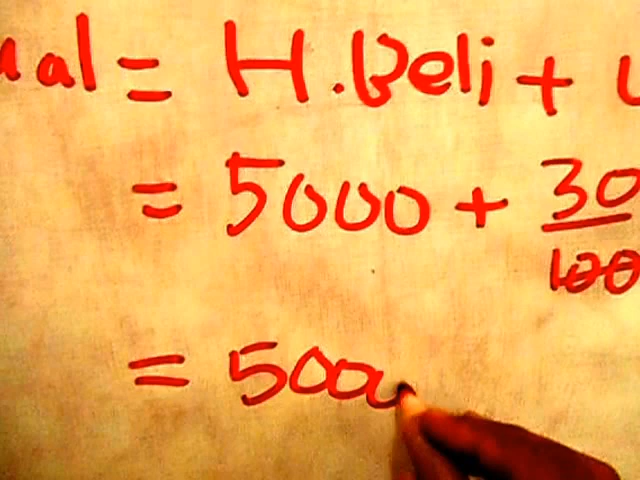 ual = H.Beli +
= 5000 + 30/100
= 500